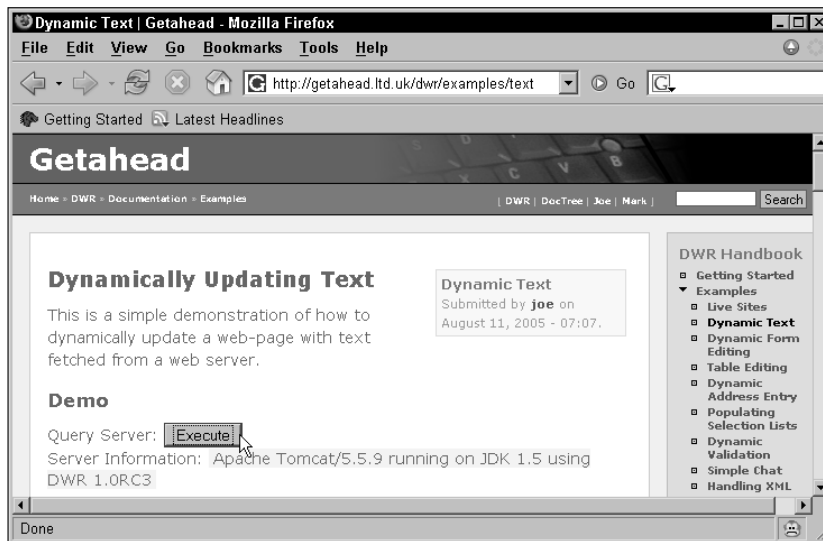 Dynamic Text | Getahead - Mozilla Firefox
File Edit View Go Bookmarks Tools Help
http://getahead.ltd.uk/dwr/examples/text Go
Getting Started Latest Headlines
Getahead
Home » DWR » Documentation » Examples
[ DWR | DocTree | Joe | Mark ]
Search
Dynamically Updating Text
This is a simple demonstration of how to
dynamically update a web-page with text
fetched from a web server.
Dynamic Text
Submitted by joe on
August 11, 2005 - 07:07.
Demo
Query Server: Execute
Server Information: Apache Tomcat/5.5.9 running on JDK 1.5 using
DWR 1.0RC3
DWR Handbook
Getting Started
Examples
Live Sites
Dynamic Text
Dynamic Form
Editing
Table Editing
Dynamic
Address Entry
Populating
Selection Lists
Dynamic
Validation
Simple Chat
Handling XML
Done